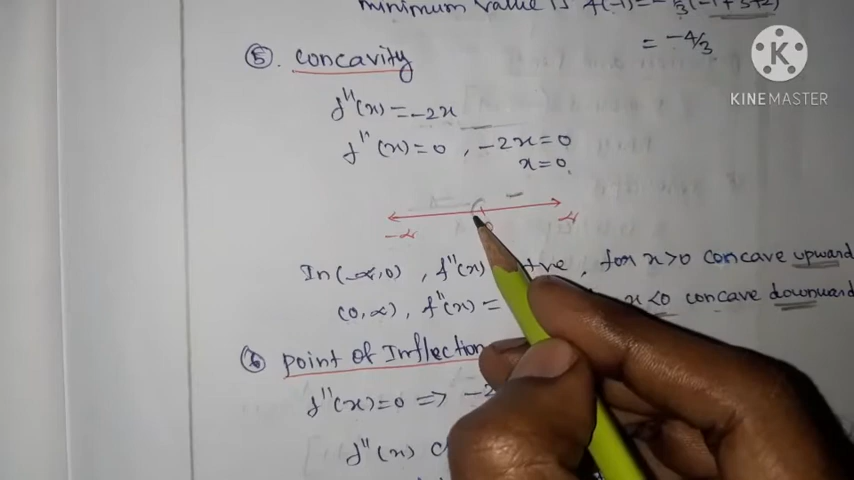 minimum value is f(-1) = -1/3 (-1+3+2)
= -4/3
⑤. concavity
f''(x) = -2x
f''(x) = 0 , -2x = 0
x = 0.
-∝ 0 ∝
In (-∝, 0) , f''(x) +ve , for x>0 concave upward
(0, ∝) , f''(x) = x<0 concave downward
⑥ point of Inflection
f''(x) = 0 => -2
f''(x) c
KINEMASTER